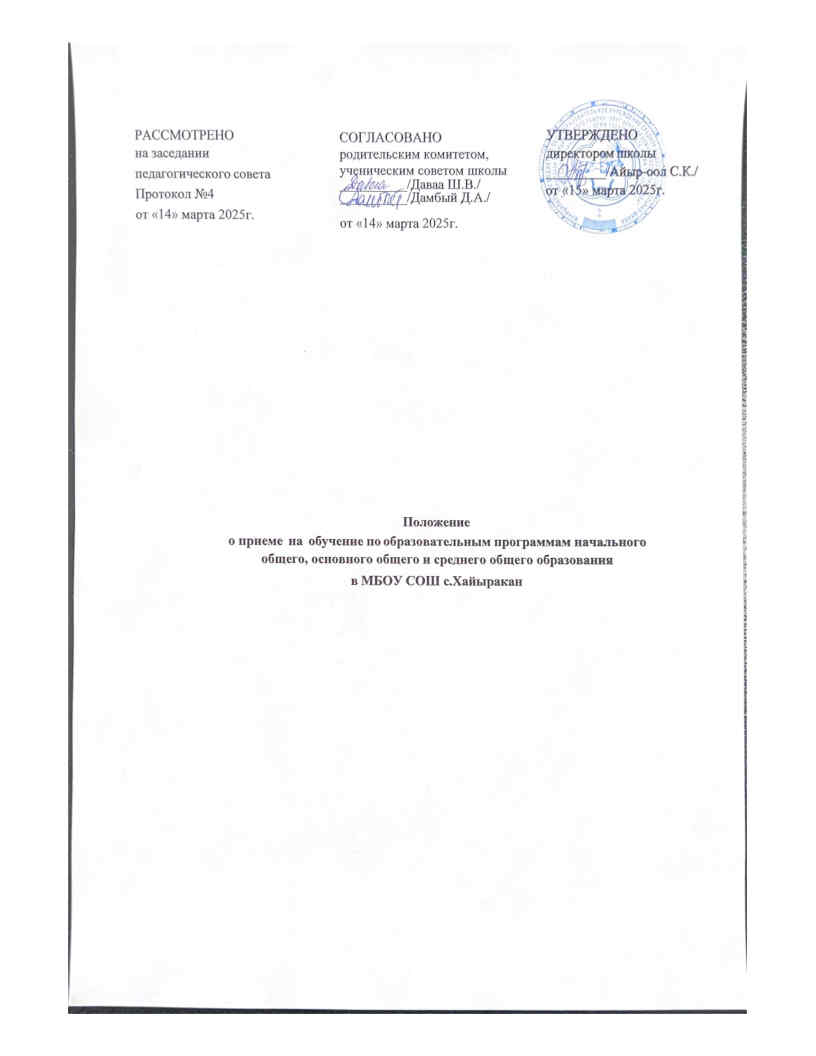 РАССМОТРЕНО
на заседании
педагогического совета
Протокол №4
от «14» марта 2025г.
СОГЛАСОВАНО
родительским комитетом,
ученическим советом школы
/Даваа Ш.В./
/Дамбый Д.А./
от «14» марта 2025г.
УТВЕРЖДЕНО
директором школы
/Айыр-оол С.К./
от «15» марта 2025г.
Положение
о приеме на обучение по образовательным программам начального
общего, основного общего и среднего общего образования
в МБОУ СОШ с.Хайыракан